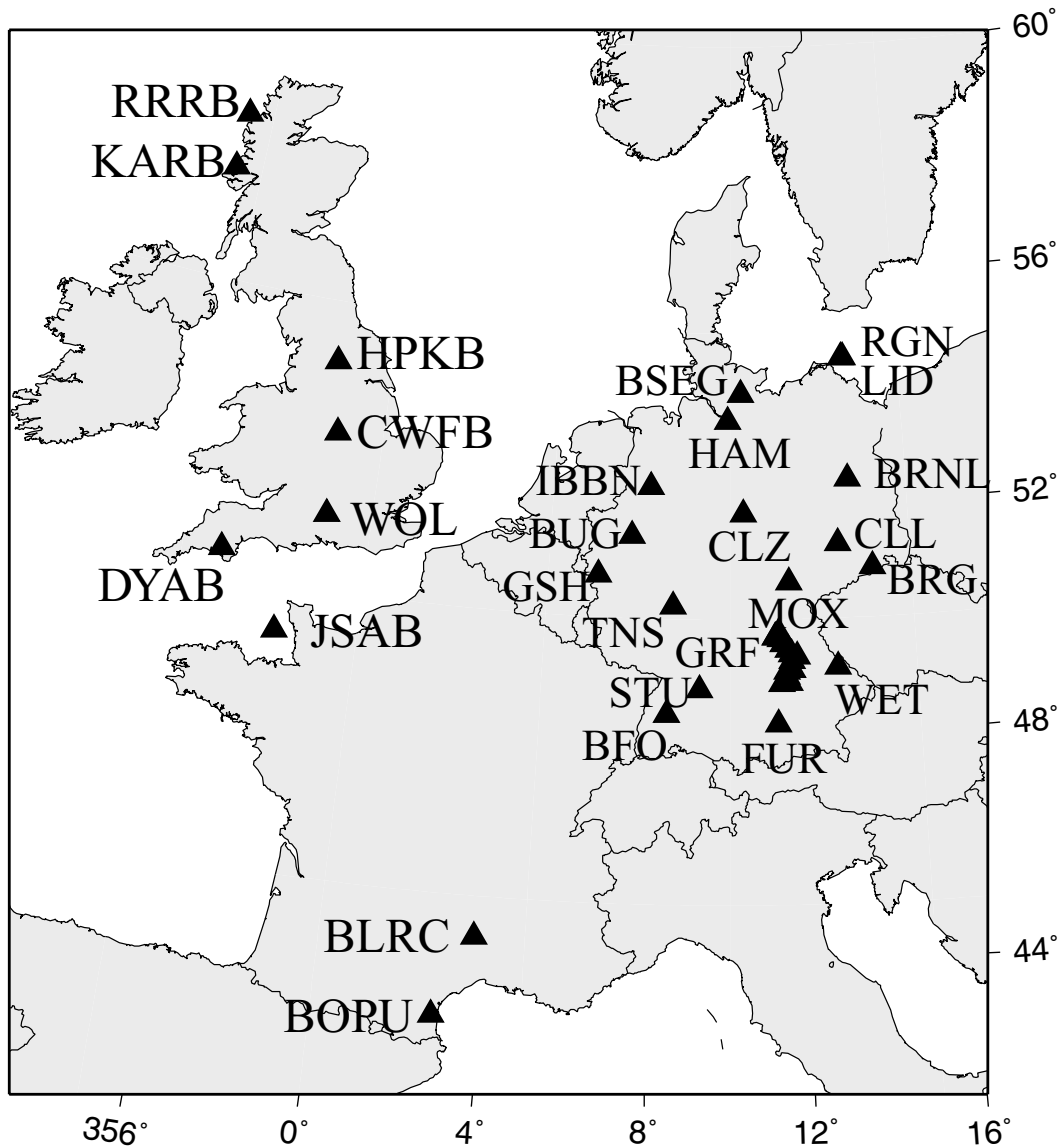 60°
RRRB
KARB
56°
HPKB
RGN
LID
BSEG
CWFB
HAM
IBBN
BRNL
52°
WOL
BUG
CLZ
CLL
DYAB
GSH
BRG
JSAB
TNS
MOX
GRF
STU
WET
48°
BFO
FUR
BLRC
44°
BOPU
356°
0°
4°
8°
12°
16°